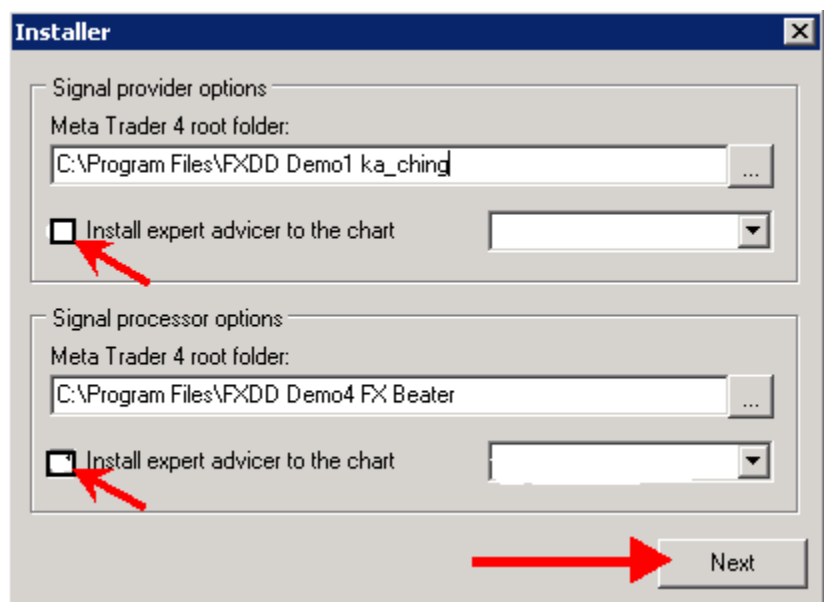 Installer
Signal provider options
Meta Trader 4 root folder:
C:\Program Files\FXDD Demo1 ka_ching
...
Install expert advicer to the chart
Signal processor options
Meta Trader 4 root folder:
C:\Program Files\FXDD Demo4 FX Beater
...
Install expert advicer to the chart
Next